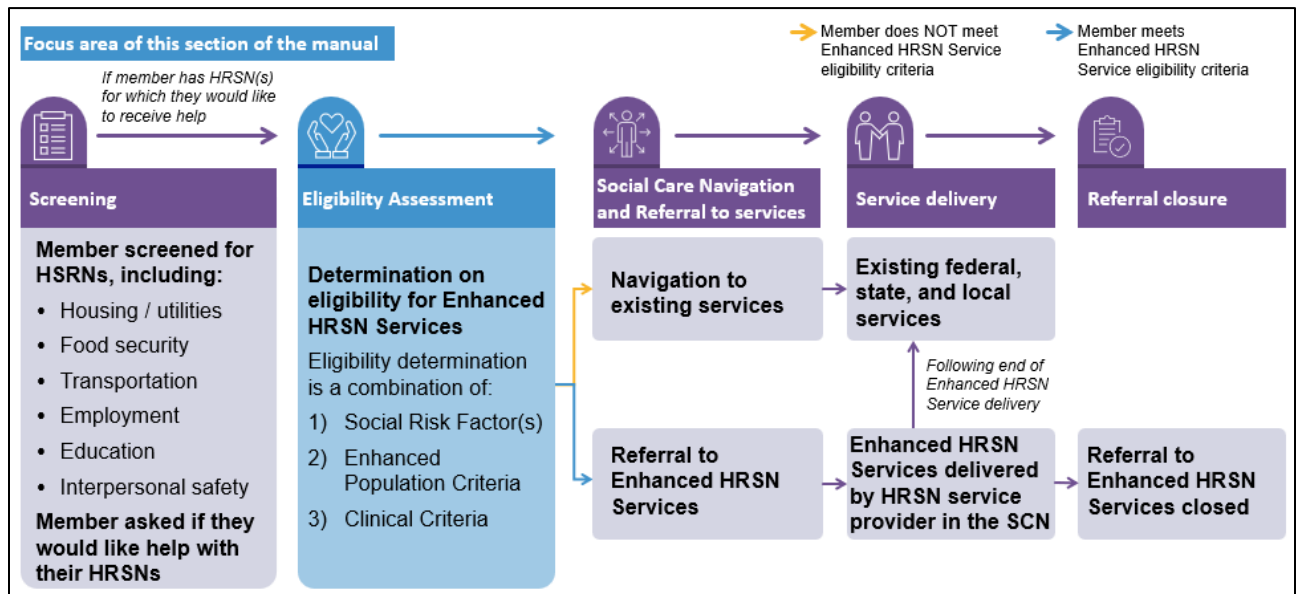 Focus area of this section of the manual
If member has HRSN(s)
for which they would like
to receive help
Member does NOT meet
Enhanced HRSN Service
eligibility criteria
Member meets
Enhanced HRSN
Service eligibility criteria
Screening
Member screened for
HSRNs, including:
• Housing / utilities
• Food security
• Transportation
• Employment
• Education
• Interpersonal safety
Member asked if they
would like help with
their HRSNs
Eligibility Assessment
Determination on
eligibility for Enhanced
HRSN Services
Eligibility determination
is a combination of:
1) Social Risk Factor(s)
2) Enhanced
Population Criteria
3) Clinical Criteria
Social Care Navigation
and Referral to services
Navigation to
existing services
Referral to
Enhanced HRSN
Services
Service delivery
Existing federal,
state, and local
services
Following end of
Enhanced HRSN
Service delivery
Enhanced HRSN
Services delivered
by HRSN service
provider in the SCN
Referral closure
Referral to
Enhanced HRSN
Services closed